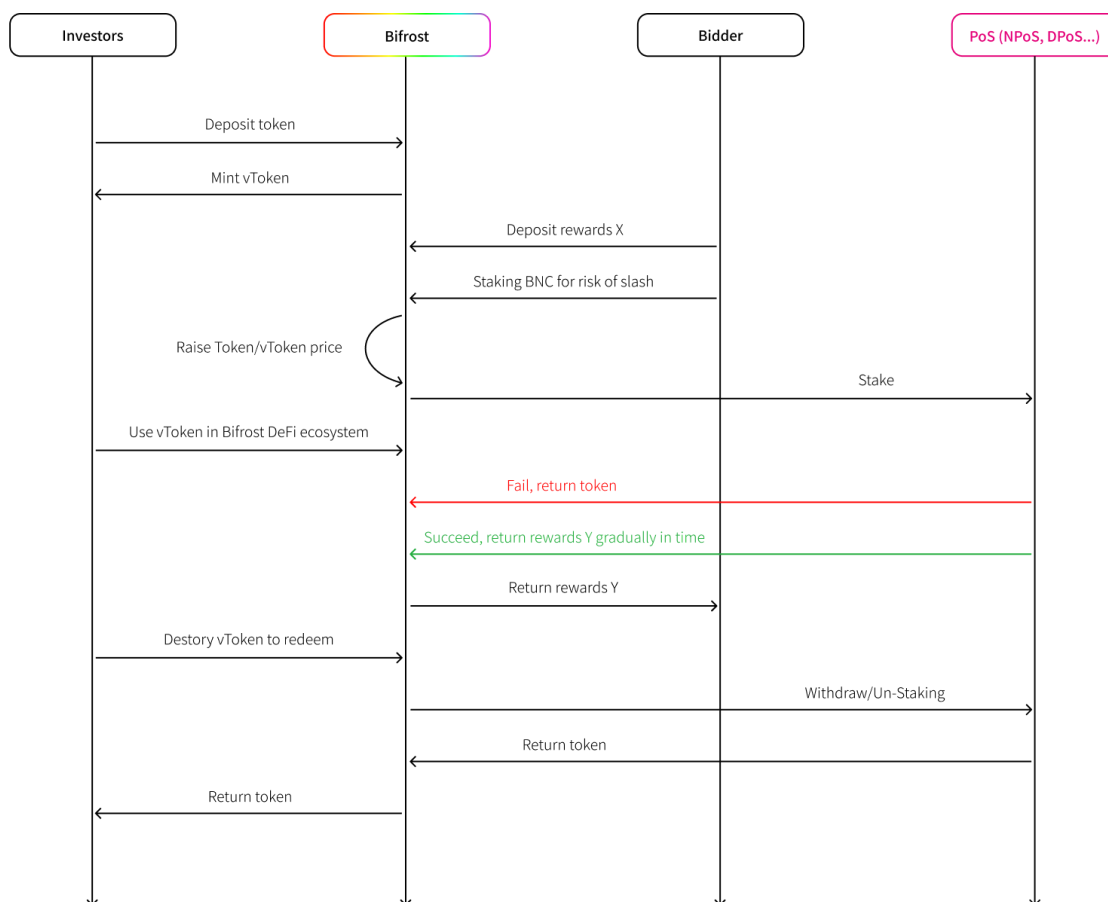 Investors
Bifrost
Bidder
PoS (NPoS, DPoS...)
Deposit token
Mint vToken
Deposit rewards X
Staking BNC for risk of slash
Raise Token/vToken price
Stake
Use vToken in Bifrost DeFi ecosystem
Fail, return token
Succeed, return rewards Y gradually in time
Return rewards Y
Destory vToken to redeem
Withdraw/Un-Staking
Return token
Return token